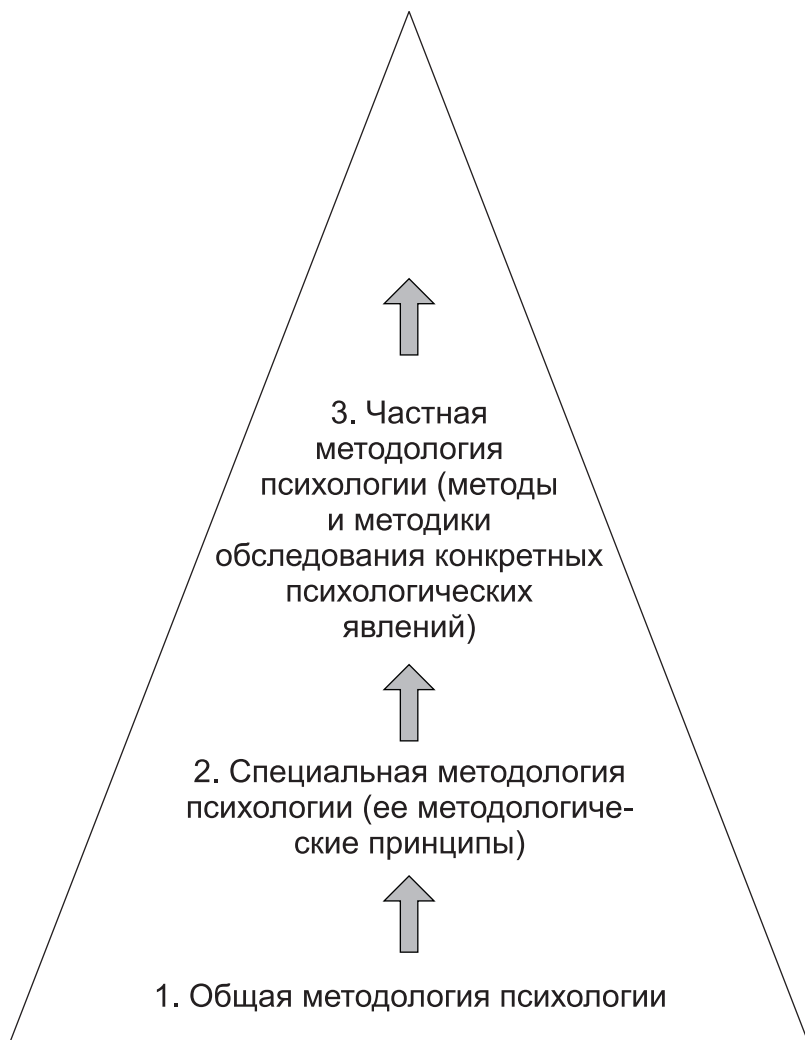 3. Частная
методология
психологии (методы
и методики
обследования конкретных
психологических
явлений)
2. Специальная методология
психологии (ее методологиче-
ские принципы)
1. Общая методология психологии